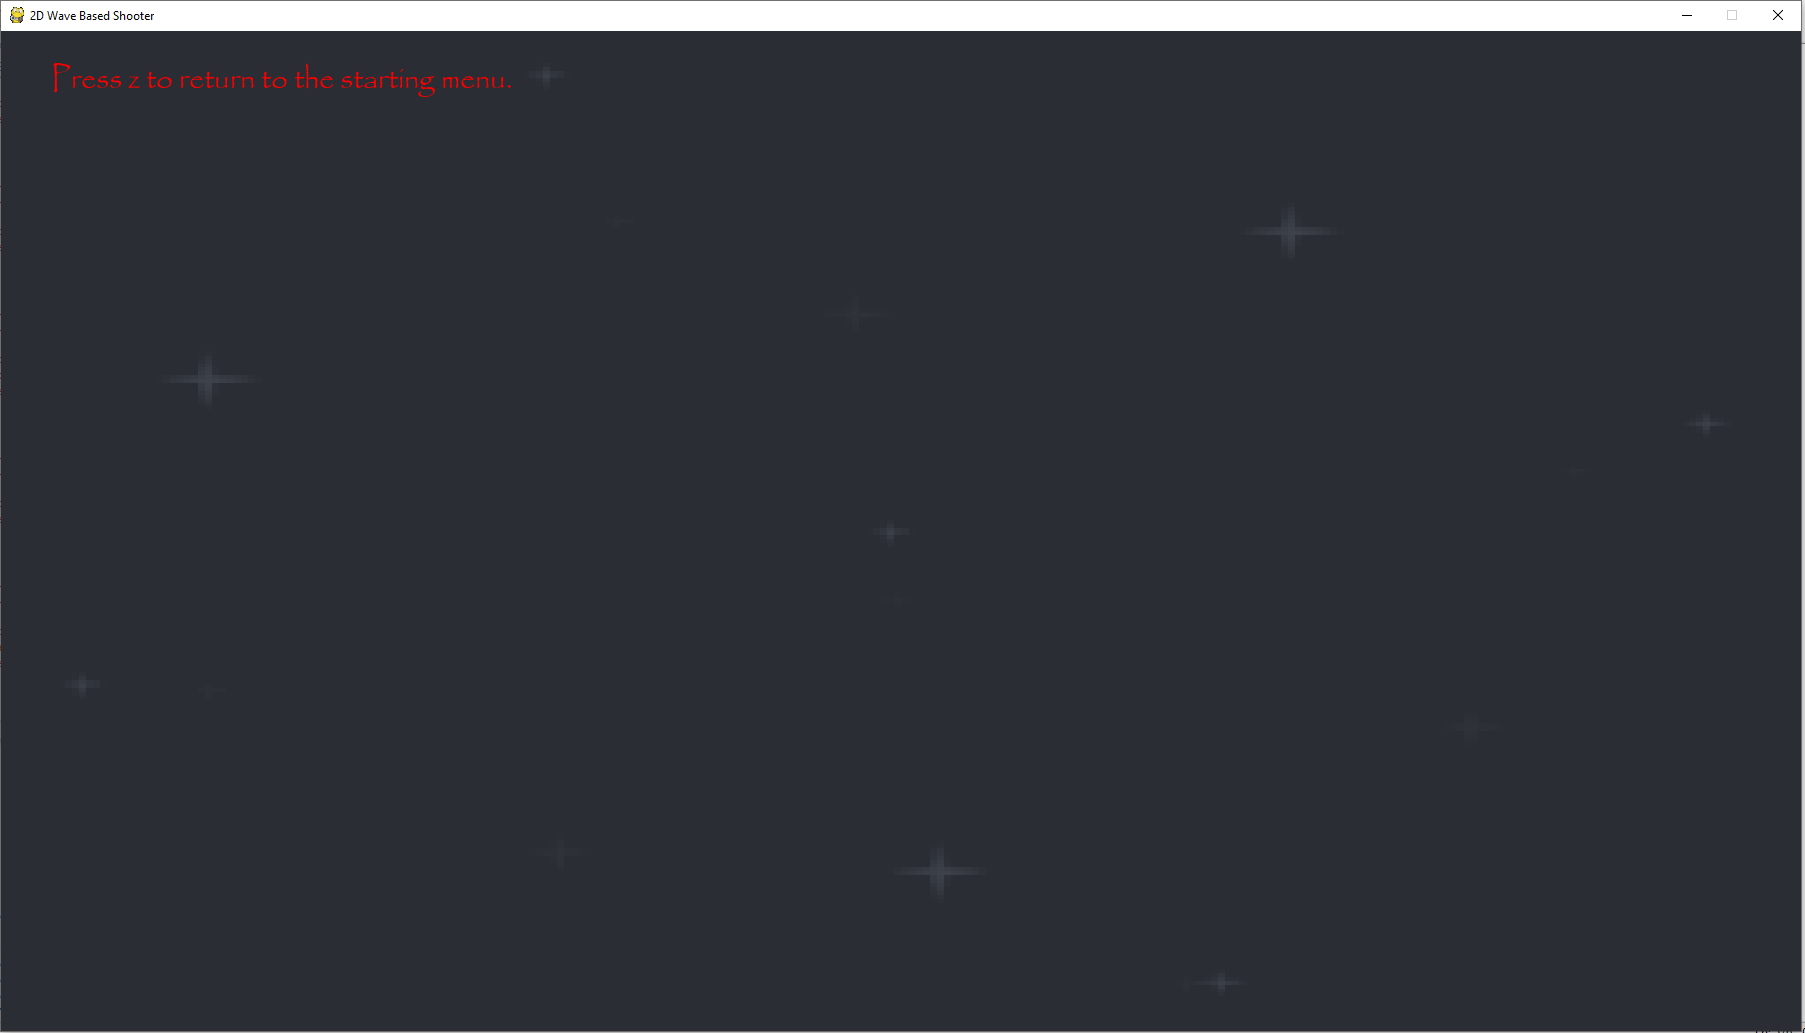 2D Wave Based Shooter
Press z to return to the starting menu.